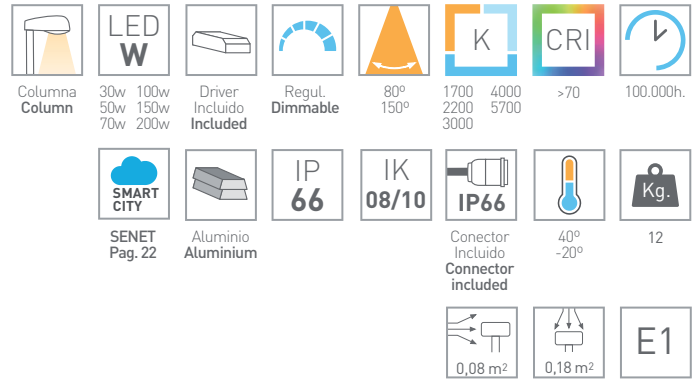 LED
W
K
CRI
Columna
Column
30w 100w
50w 150w
70w 200w
Driver
Incluido
Included
Regul.
Dimmable
80º
150º
1700 4000
2200 5700
3000
>70
100.000h.
SMART
CITY
IP
66
IK
08/10
IP66
Kg.
SENET
Pag. 22
Aluminio
Aluminium
Conector
Incluido
Connector
included
40º
-20º
12
0,08 m²
0,18 m²
E1